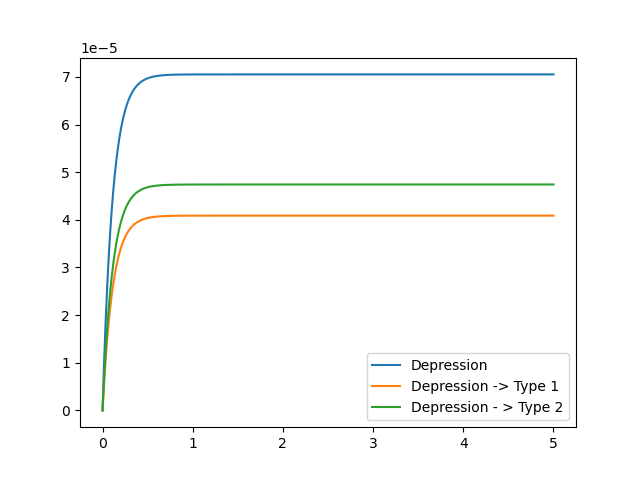 1e−5
7
6
5
4
3
2
1
0
0 1 2 3 4 5
Depression
Depression -> Type 1
Depression - > Type 2